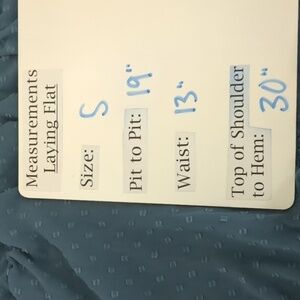 Measurements
Laying Flat
Size: S
Pit to Pit: 19"
Waist: 13"
Top of Shoulder
to Hem: 30"